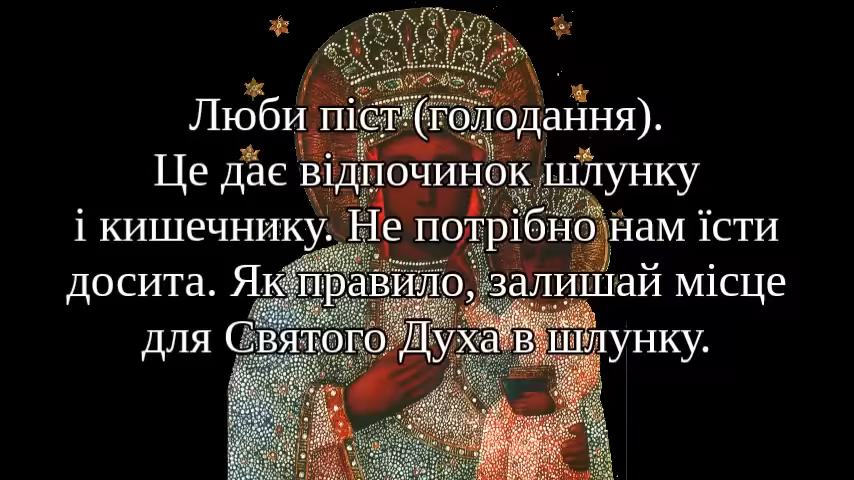 Люби піст (голодання).
Це дає відпочинок шлунку
і кишечнику. Не потрібно нам їсти
досита. Як правило, залишай місце
для Святого Духа в шлунку.